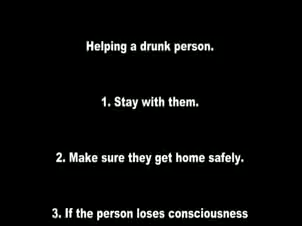 Helping a drunk person.
1. Stay with them.
2. Make sure they get home safely.
3. If the person loses consciousness